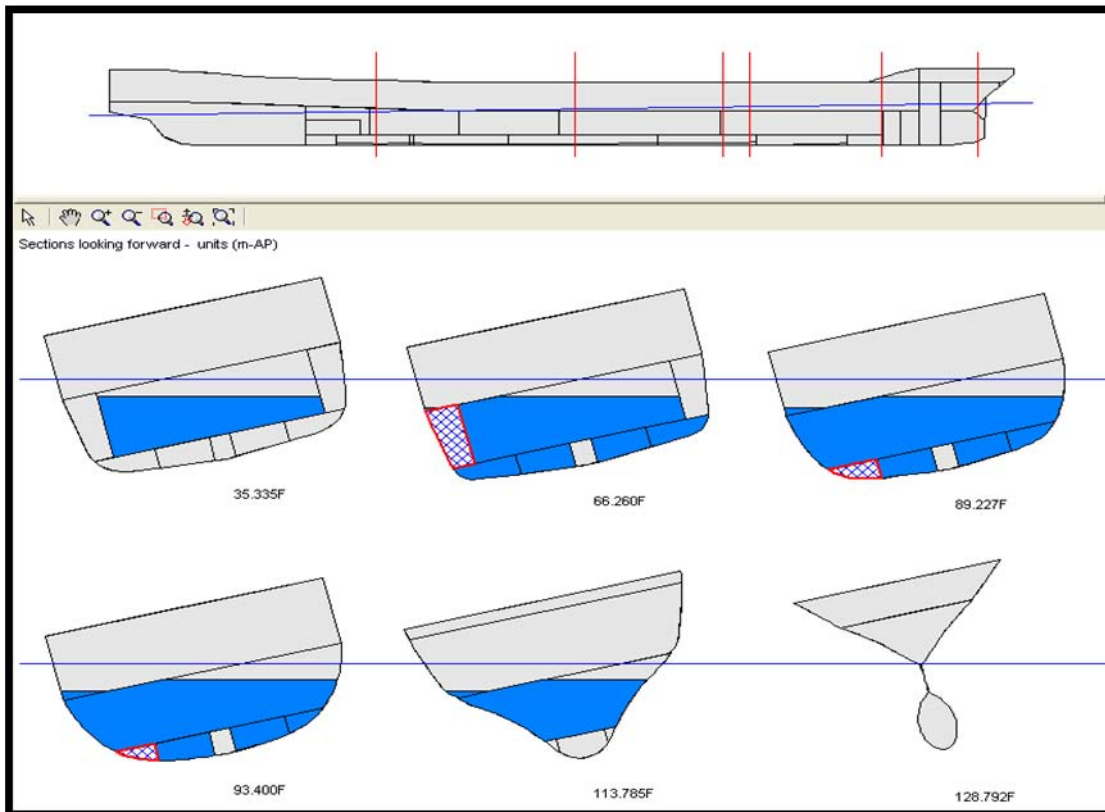 Sections looking forward - units (m-AP)
35.335F
66.260F
89.227F
93.400F
113.785F
128.792F